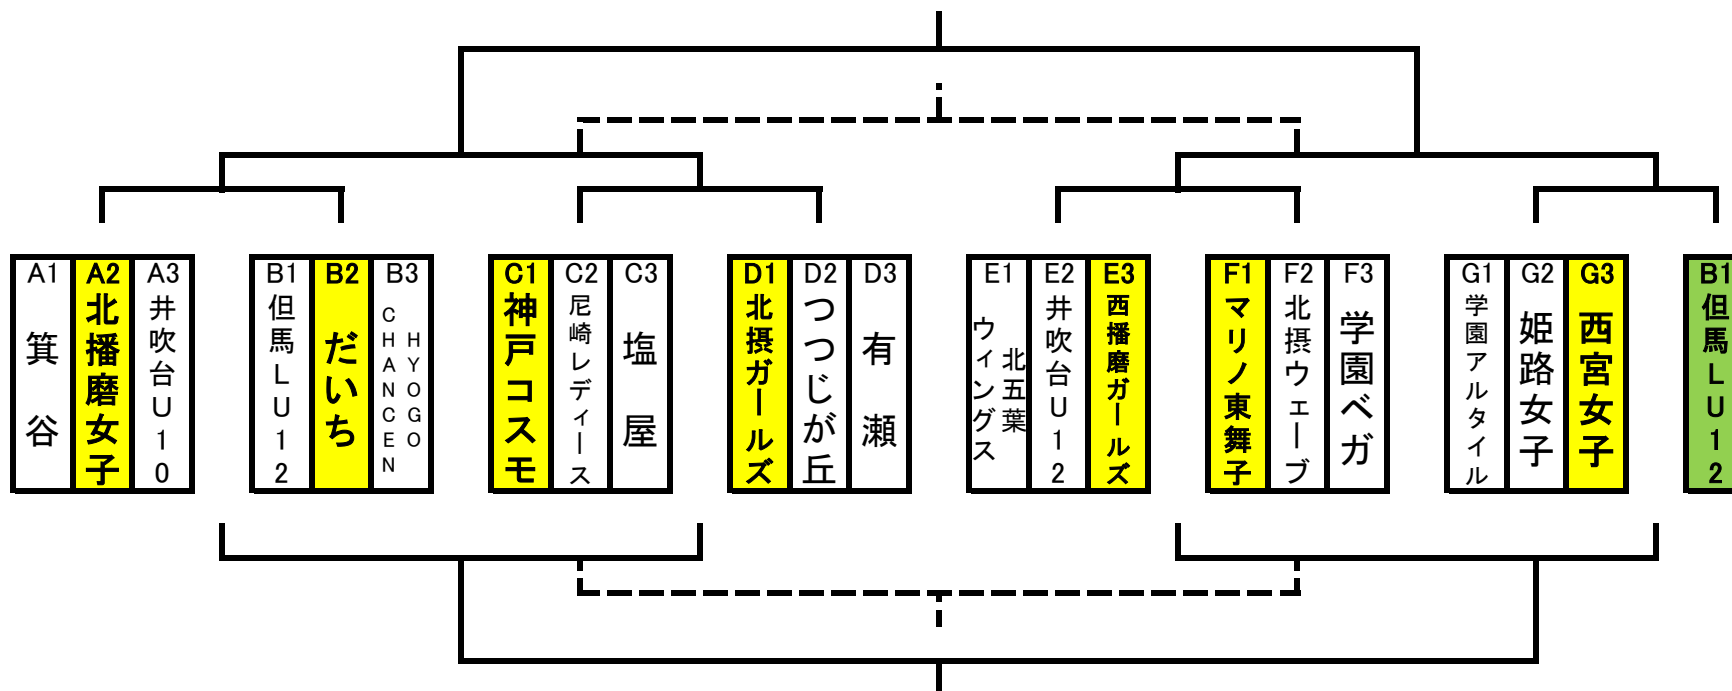 A1
箕谷
A2
北播磨女子
A3
井吹台U10
B1
但馬LU12
B2
だいち
B3
HYOGO
CHANCEN
C1
神戸コスモ
C2
尼崎レディース
C3
塩屋
D1
北摂ガールズ
D2
つつじが丘
D3
有瀬
E1
北五葉
ウィングス
E2
井吹台U12
E3
西播磨ガールズ
F1
マリノ東舞子
F2
北摂ウェーブ
F3
学園ベガ
G1
学園アルタイル
G2
姫路女子
G3
西宮女子
B1
但馬LU12